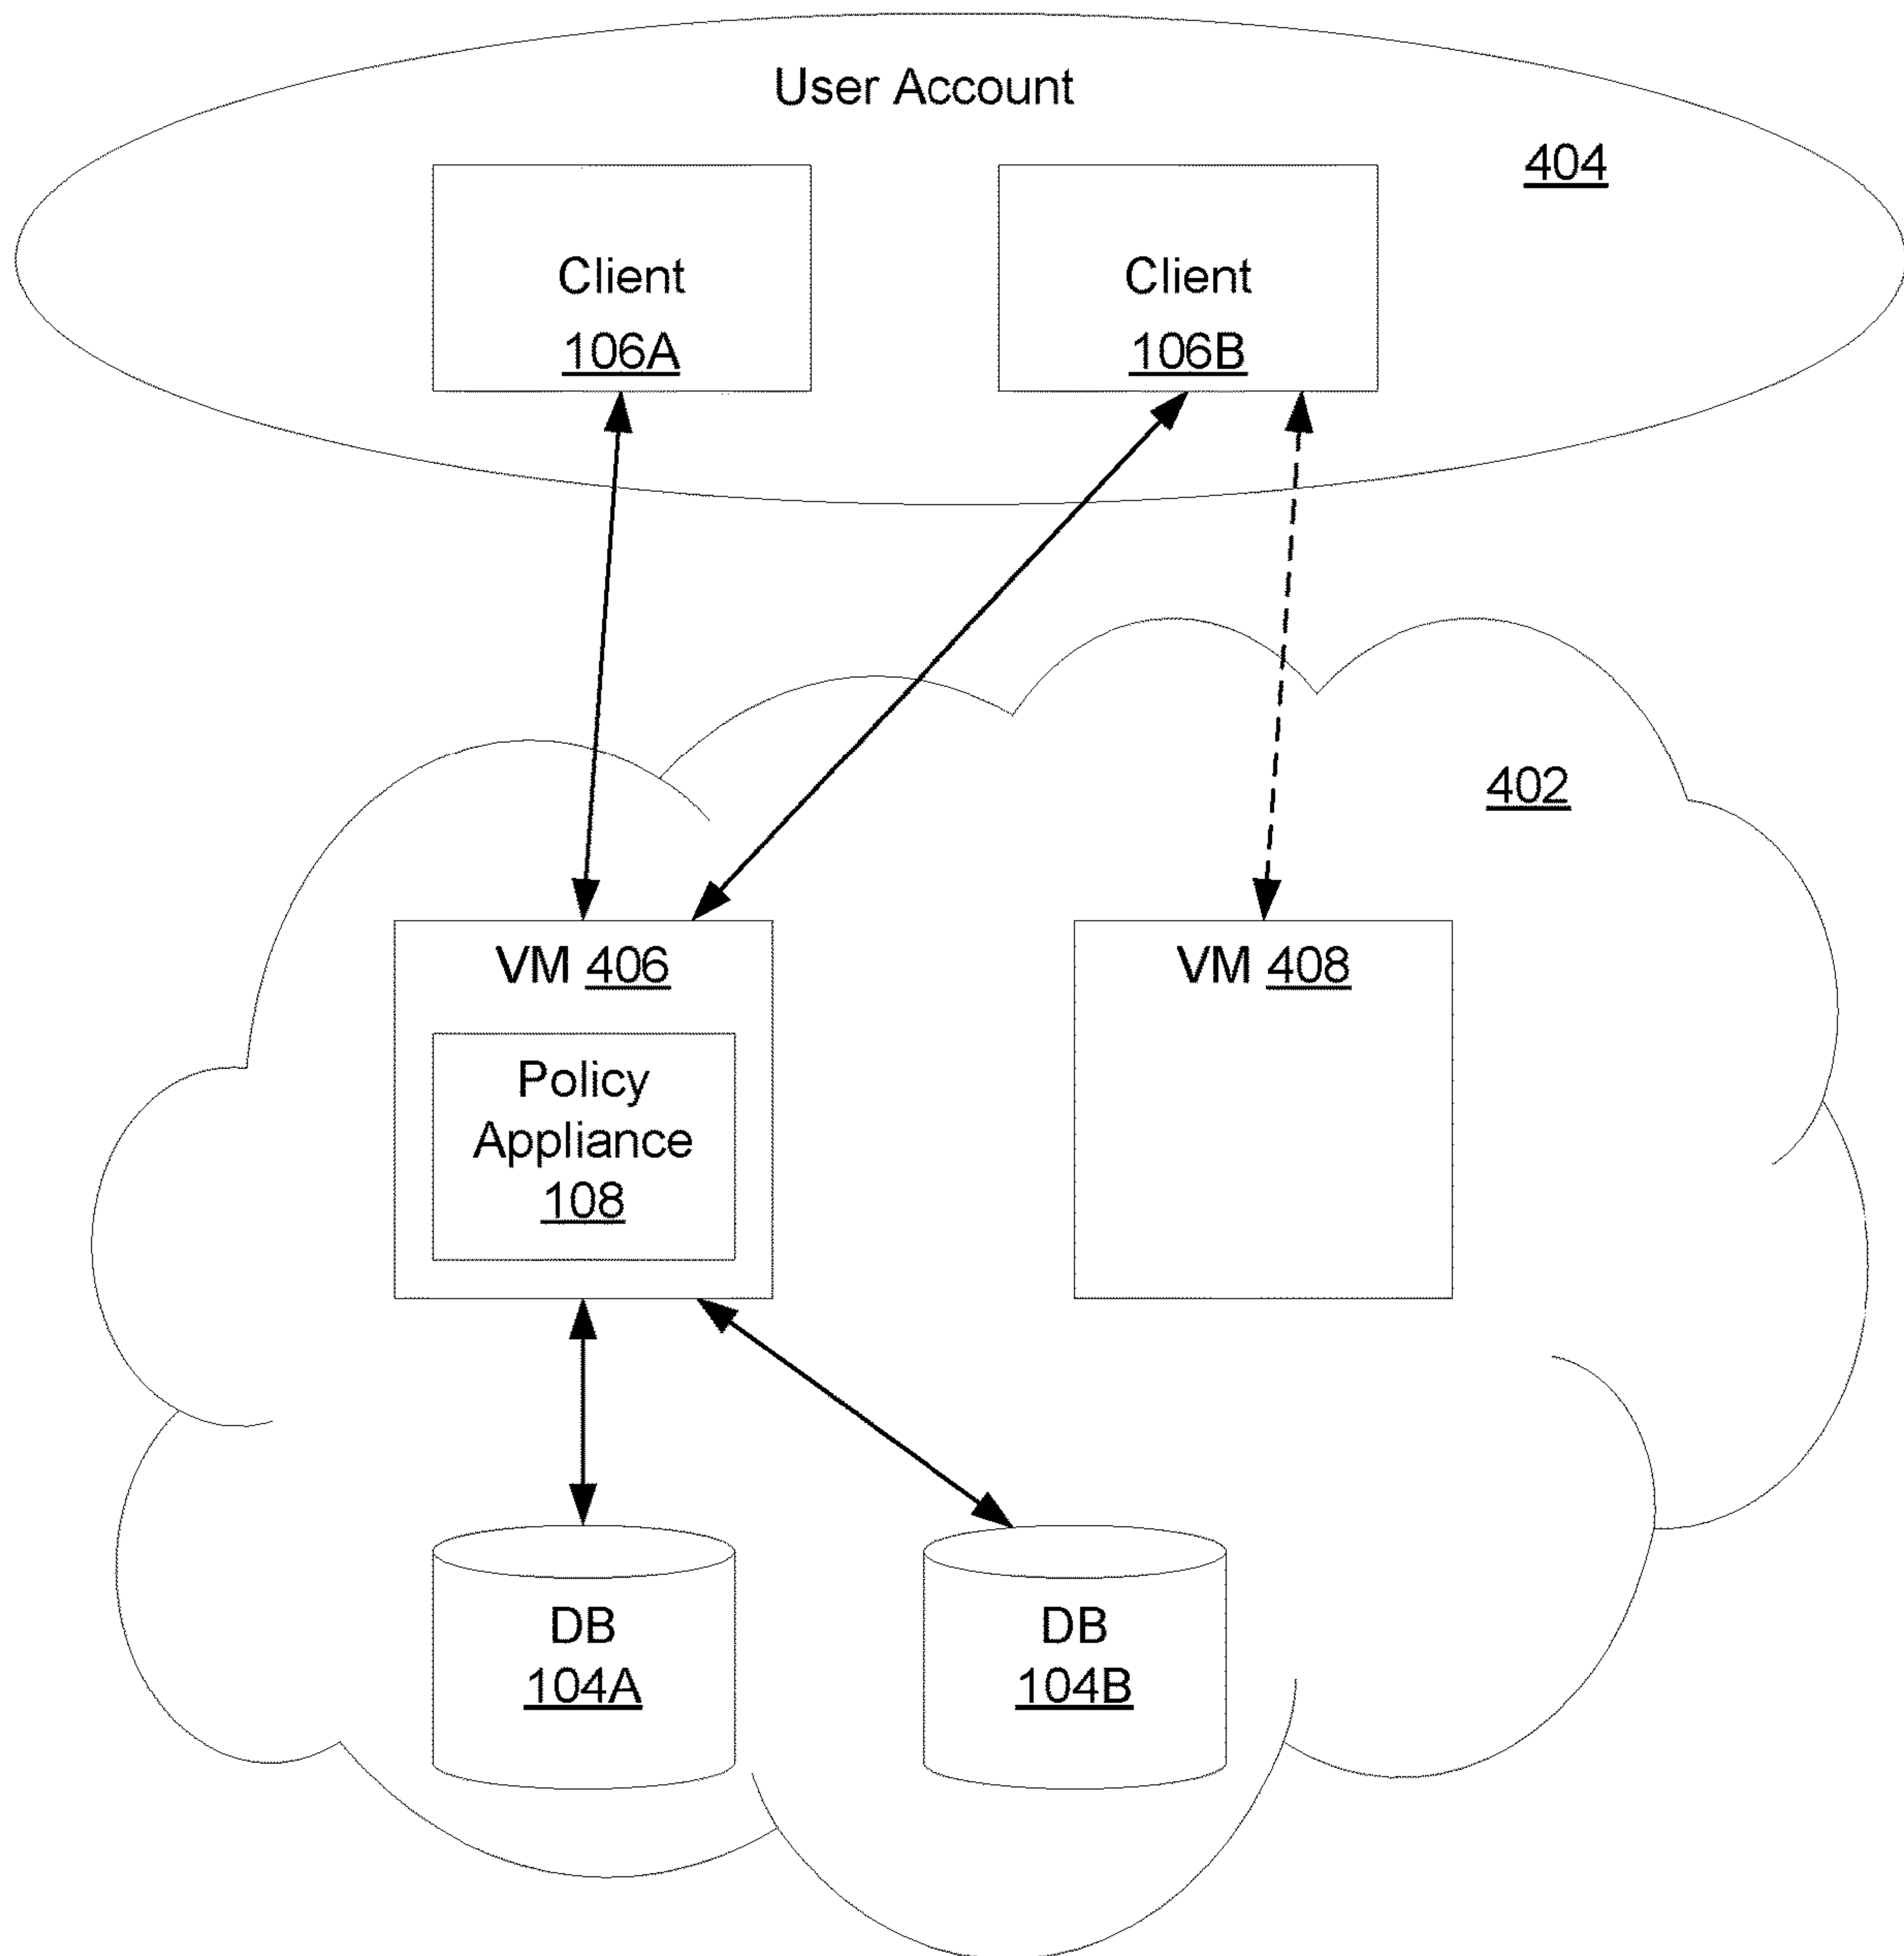 User Account
404
Client
106A
Client
106B
402
VM 406
Policy
Appliance
108
VM 408
DB
104A
DB
104B